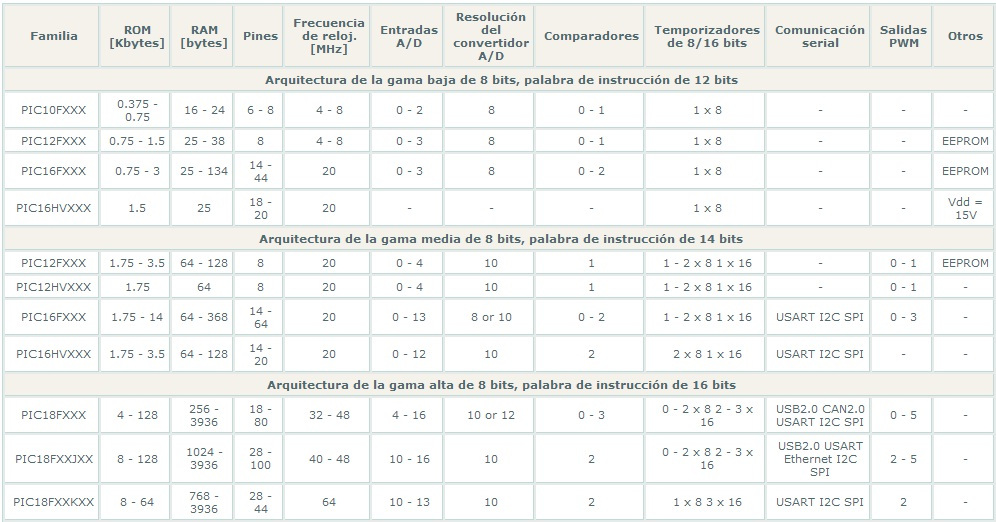 Familia ROM [Kbytes] RAM [bytes] Pines Frecuencia de reloj. [MHz] Entradas A/D Resolución del convertidor A/D Comparadores Temporizadores de 8/16 bits Comunicación serial Salidas PWM Otros
Arquitectura de la gama baja de 8 bits, palabra de instrucción de 12 bits
PIC10FXXX 0.375 - 0.75 16 - 24 6 - 8 4 - 8 0 - 2 8 0 - 1 1 x 8 - - -
PIC12FXXX 0.75 - 1.5 25 - 38 8 4 - 8 0 - 3 8 0 - 1 1 x 8 - - EEPROM
PIC16FXXX 0.75 - 3 25 - 134 14 - 44 20 0 - 3 8 0 - 2 1 x 8 - - EEPROM
PIC16HVXXX 1.5 25 18 - 20 20 - - - 1 x 8 - - Vdd = 15V
Arquitectura de la gama media de 8 bits, palabra de instrucción de 14 bits
PIC12FXXX 1.75 - 3.5 64 - 128 8 20 0 - 4 10 1 1 - 2 x 8 1 x 16 - 0 - 1 EEPROM
PIC12HVXXX 1.75 64 8 20 0 - 4 10 1 1 - 2 x 8 1 x 16 - 0 - 1 -
PIC16FXXX 1.75 - 14 64 - 368 14 - 64 20 0 - 13 8 or 10 0 - 2 1 - 2 x 8 1 x 16 USART I2C SPI 0 - 3 -
PIC16HVXXX 1.75 - 3.5 64 - 128 14 - 20 20 0 - 12 10 2 2 x 8 1 x 16 USART I2C SPI - -
Arquitectura de la gama alta de 8 bits, palabra de instrucción de 16 bits
PIC18FXXX 4 - 128 256 - 3936 18 - 80 32 - 48 4 - 16 10 or 12 0 - 3 0 - 2 x 8 2 - 3 x 16 USB2.0 CAN2.0 USART I2C SPI 0 - 5 -
PIC18FXXJXX 8 - 128 1024 - 3936 28 - 100 40 - 48 10 - 16 10 2 0 - 2 x 8 2 - 3 x 16 USB2.0 USART Ethernet I2C SPI 2 - 5 -
PIC18FXXKXX 8 - 64 768 - 3936 28 - 44 64 10 - 13 10 2 1 x 8 3 x 16 USART I2C SPI 2 -